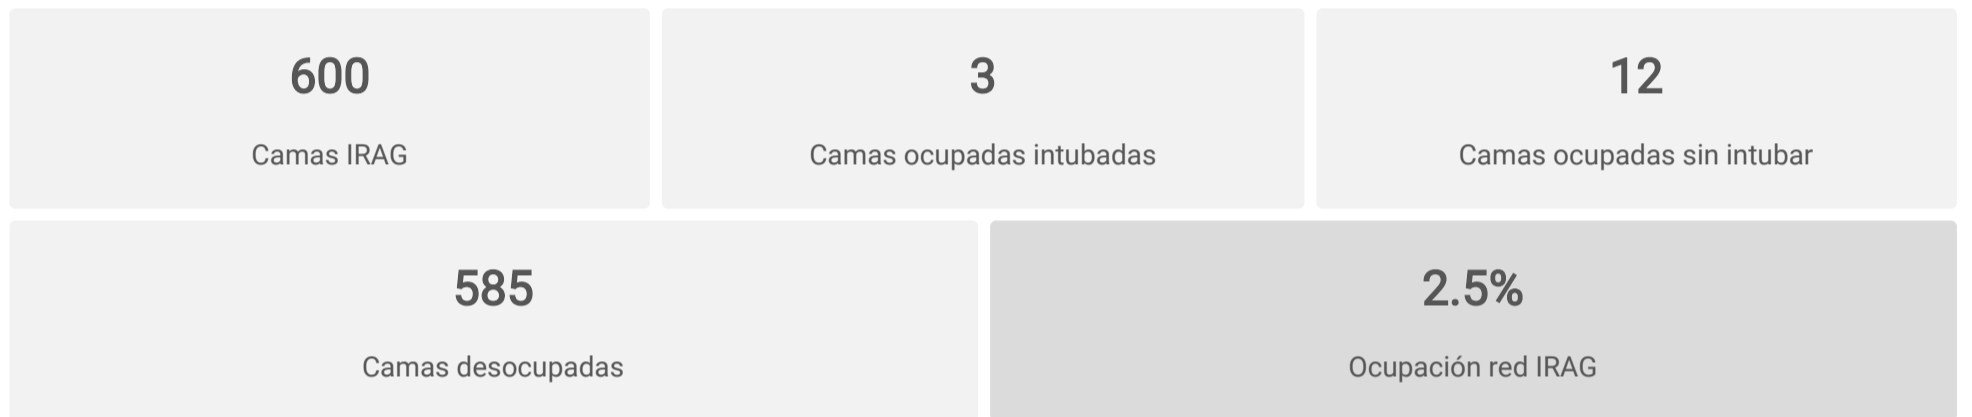 600
Camas IRAG
3
Camas ocupadas intubadas
12
Camas ocupadas sin intubar
585
Camas desocupadas
2.5%
Ocupación red IRAG